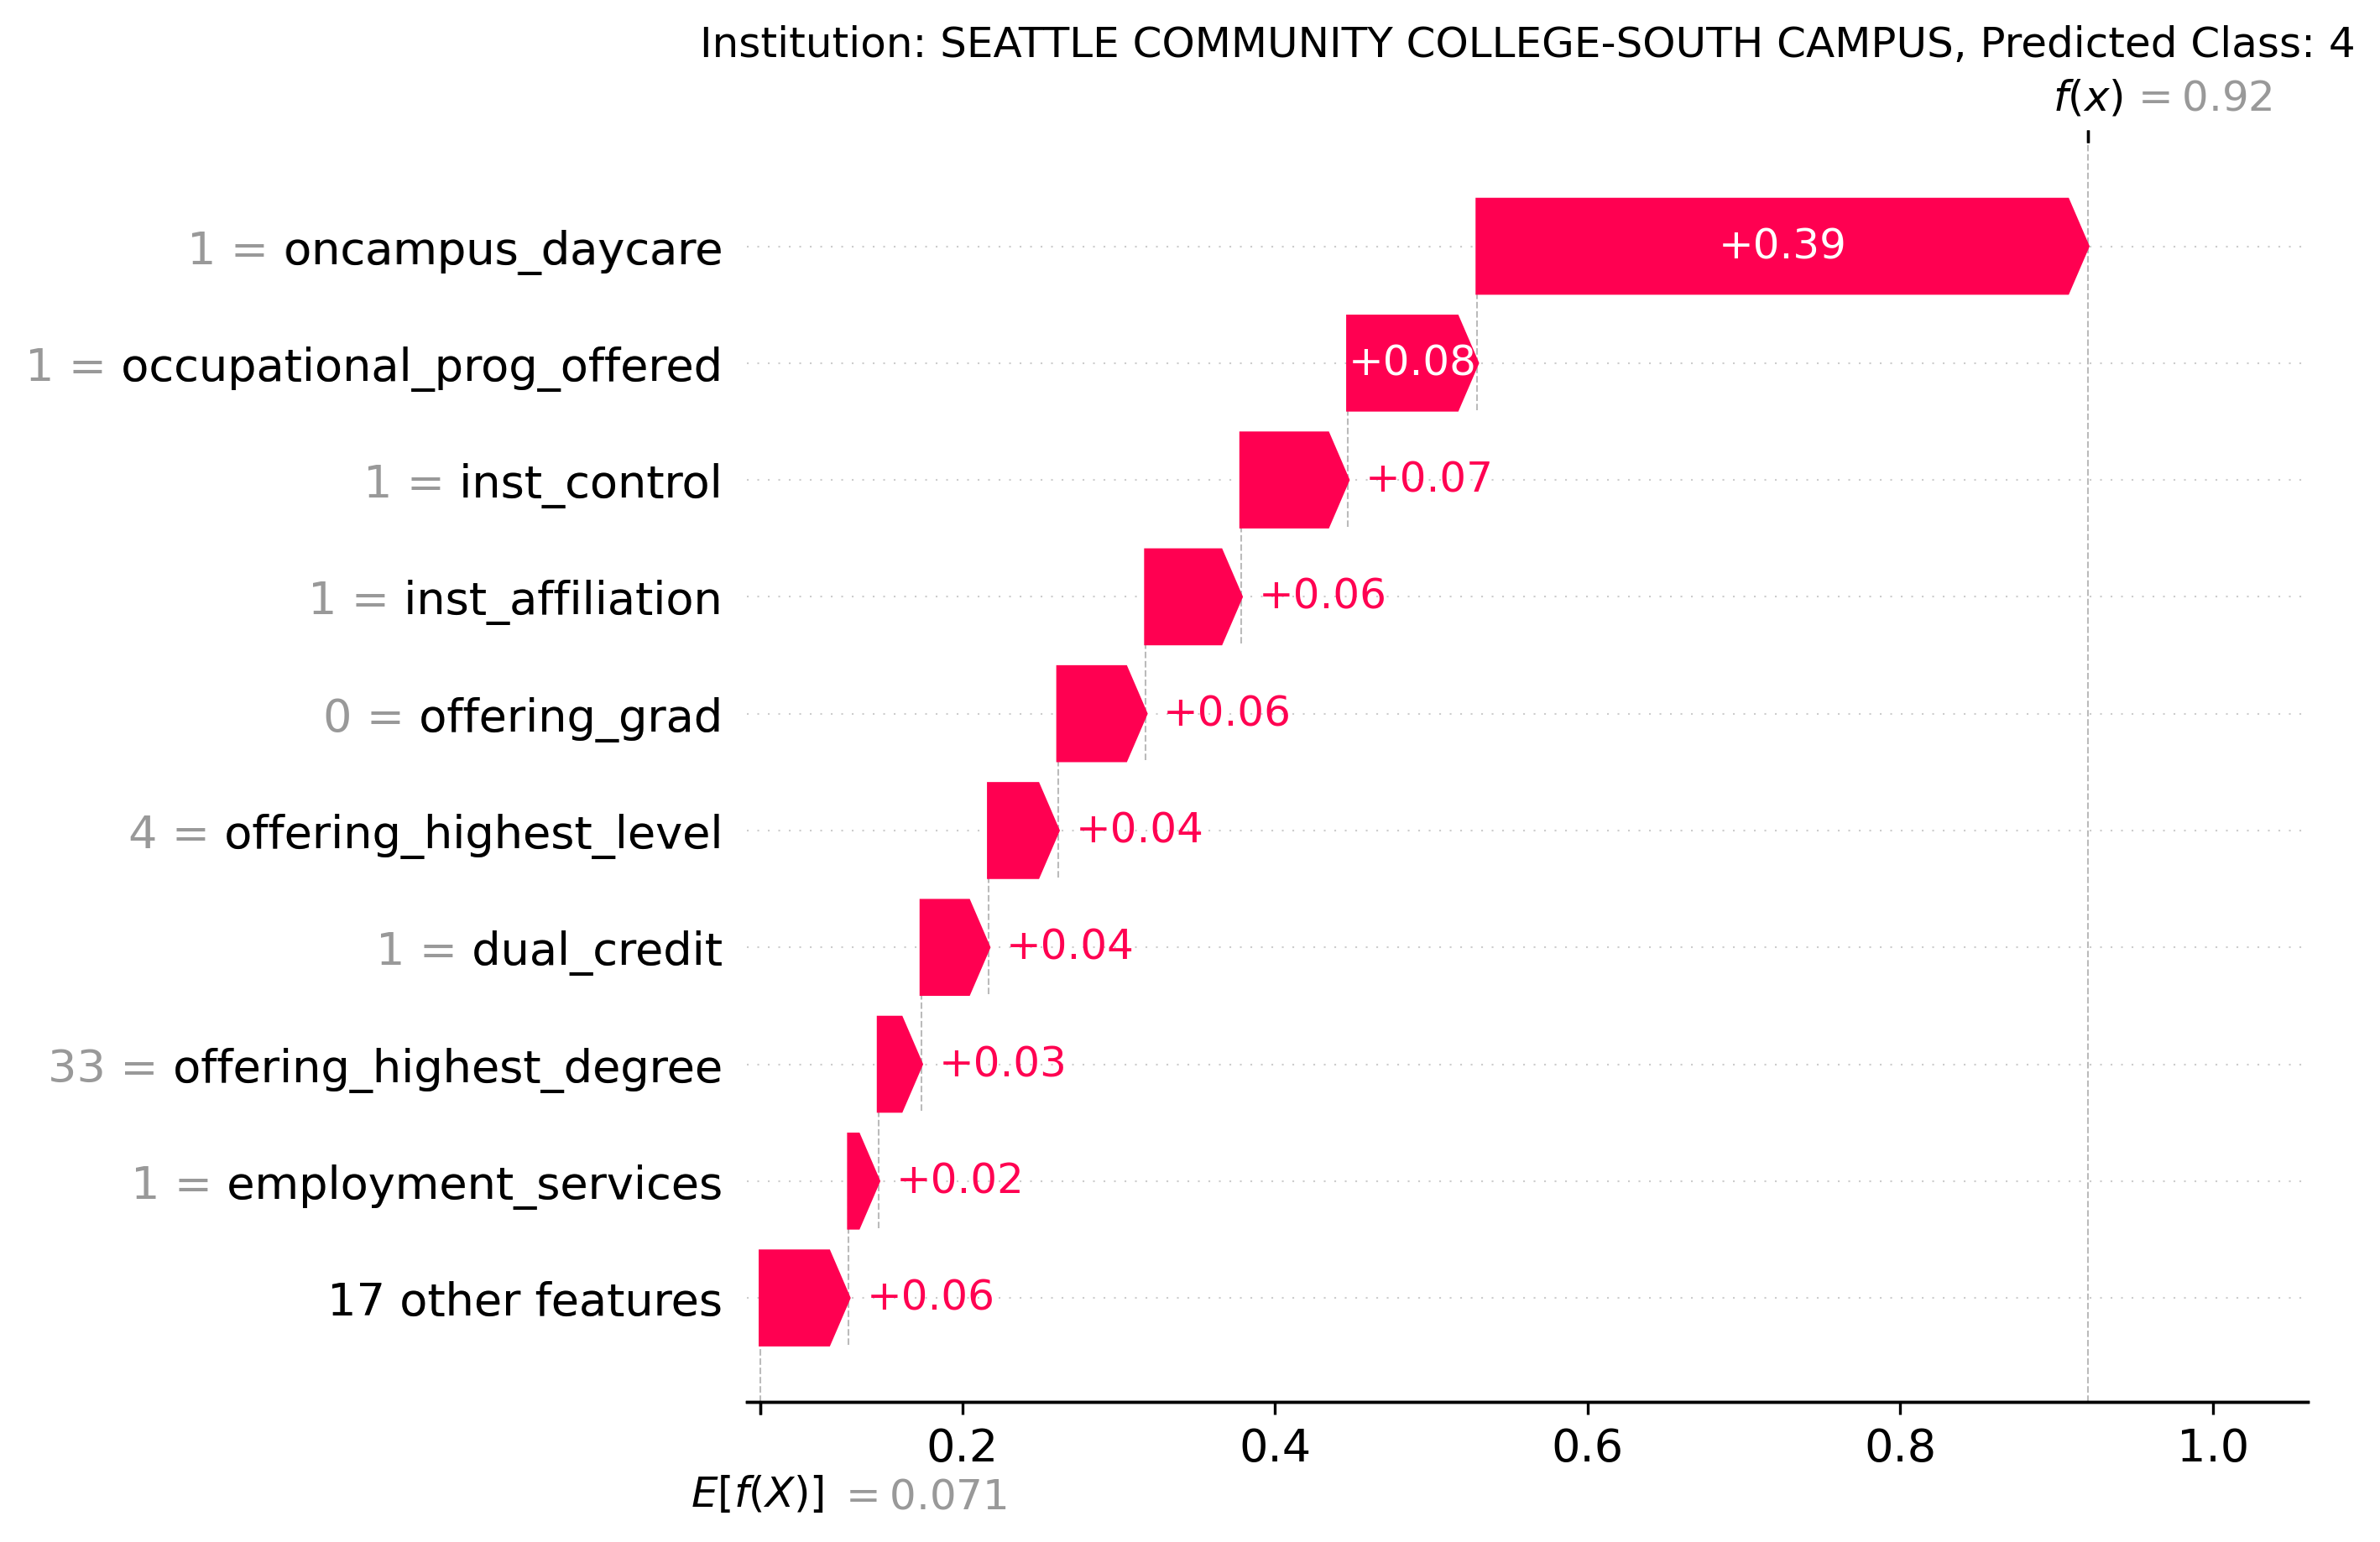 Institution: SEATTLE COMMUNITY COLLEGE-SOUTH CAMPUS, Predicted Class: 4
f(x) = 0.92
1 = oncampus_daycare +0.39
1 = occupational_prog_offered +0.08
1 = inst_control +0.07
1 = inst_affiliation +0.06
0 = offering_grad +0.06
4 = offering_highest_level +0.04
1 = dual_credit +0.04
33 = offering_highest_degree +0.03
1 = employment_services +0.02
17 other features +0.06
0.2 0.4 0.6 0.8 1.0
E[f(X)] = 0.071